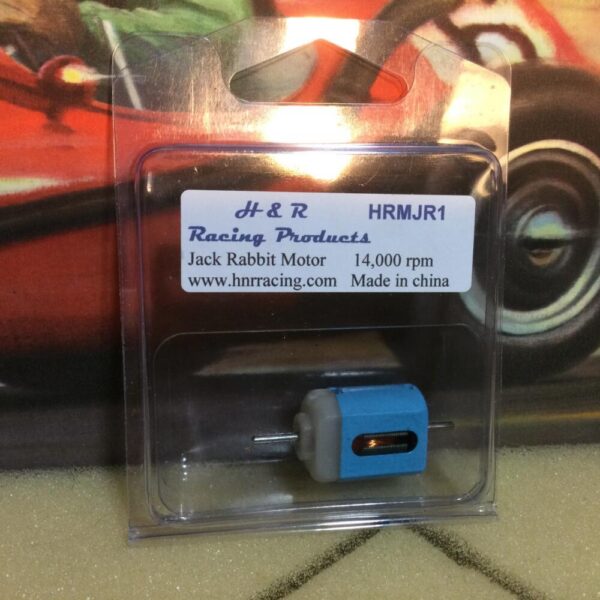 H & R HRMJR1
Racing Products
Jack Rabbit Motor 14,000 rpm
www.hnrracing.com Made in china